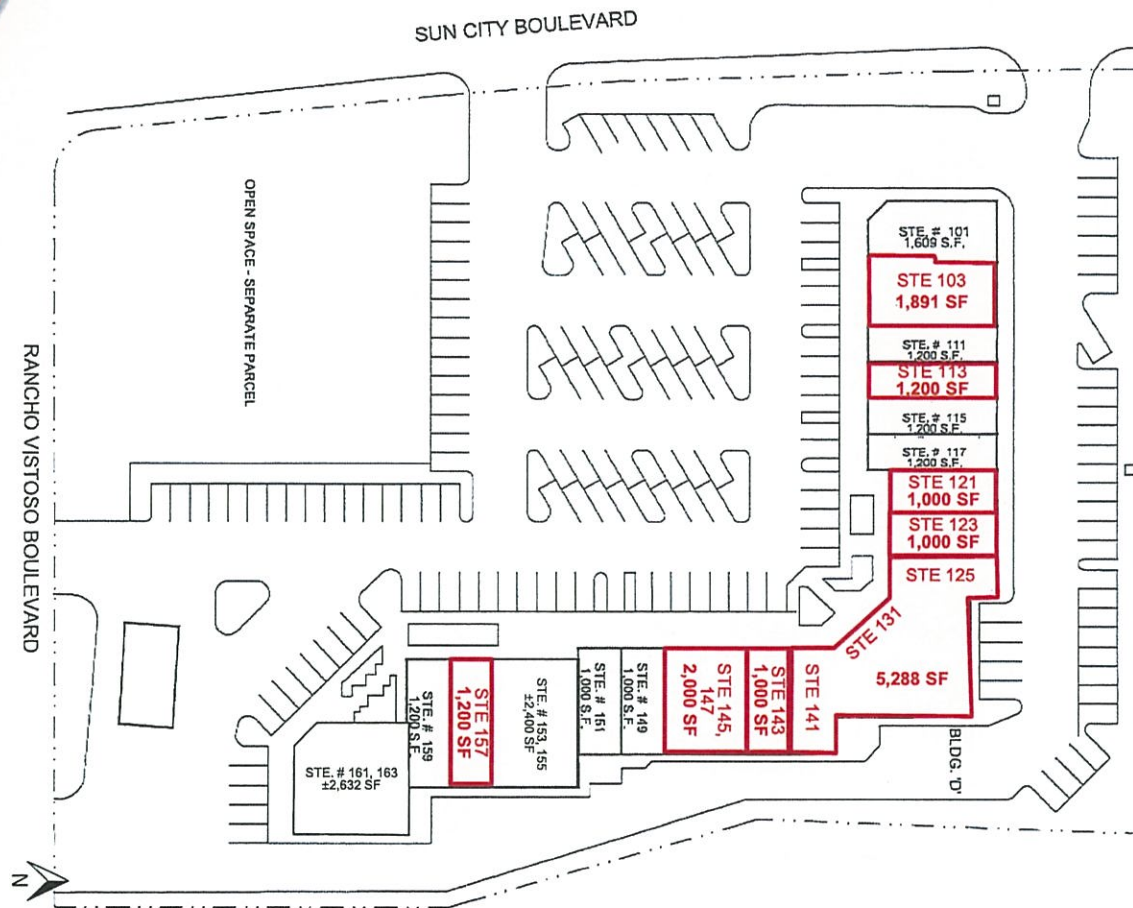 SUN CITY BOULEVARD
OPEN SPACE - SEPARATE PARCEL
RANCHO VISTOSO BOULEVARD
STE. # 101
1,609 S.F.
STE 103
1,891 SF
STE. # 111
1,200 S.F.
STE 113
1,200 SF
STE. # 115
1,200 S.F.
STE. # 117
1,200 S.F.
STE 121
1,000 SF
STE 123
1,000 SF
STE 125
STE 131
5,288 SF
STE 141
STE 143
1,000 SF
STE 145,
147
2,000 SF
STE. # 149
1,000 S.F.
STE. # 151
1,000 S.F.
STE. # 153, 155
±2,400 SF
STE 157
1,200 SF
STE. # 159
1,200 S.F.
STE. # 161, 163
±2,632 SF
BLDG. 'D'
N